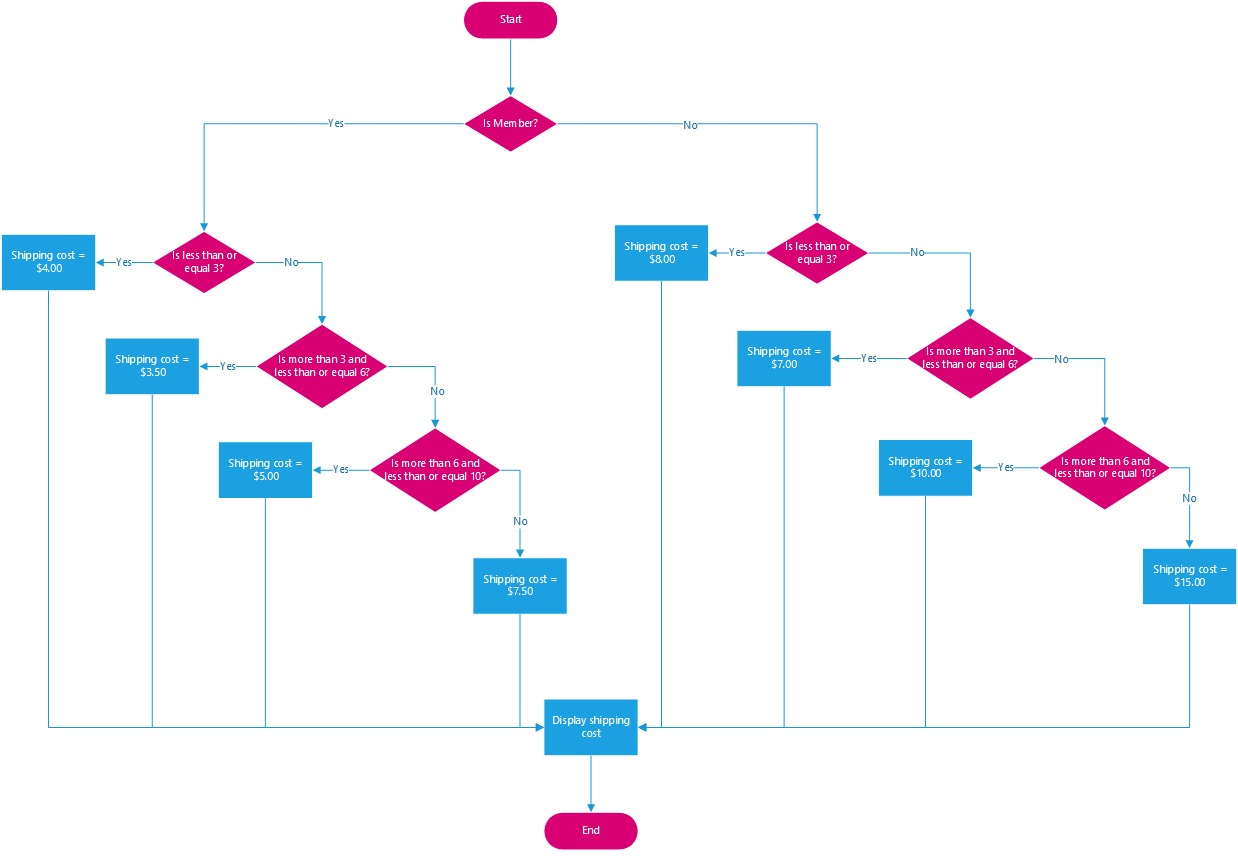 Start
Is Member?
Yes
No
Shipping cost =
$4.00
Yes
Is less than or
equal 3?
No
Shipping cost =
$8.00
Yes
Is less than or
equal 3?
No
Shipping cost =
$3.50
Yes
Is more than 3 and
less than or equal 6?
No
Shipping cost =
$7.00
Yes
Is more than 3 and
less than or equal 6?
No
Shipping cost =
$5.00
Yes
Is more than 6 and
less than or equal 10?
No
Shipping cost =
$10.00
Yes
Is more than 6 and
less than or equal 10?
No
Shipping cost =
$7.50
Shipping cost =
$15.00
Display shipping
cost
End